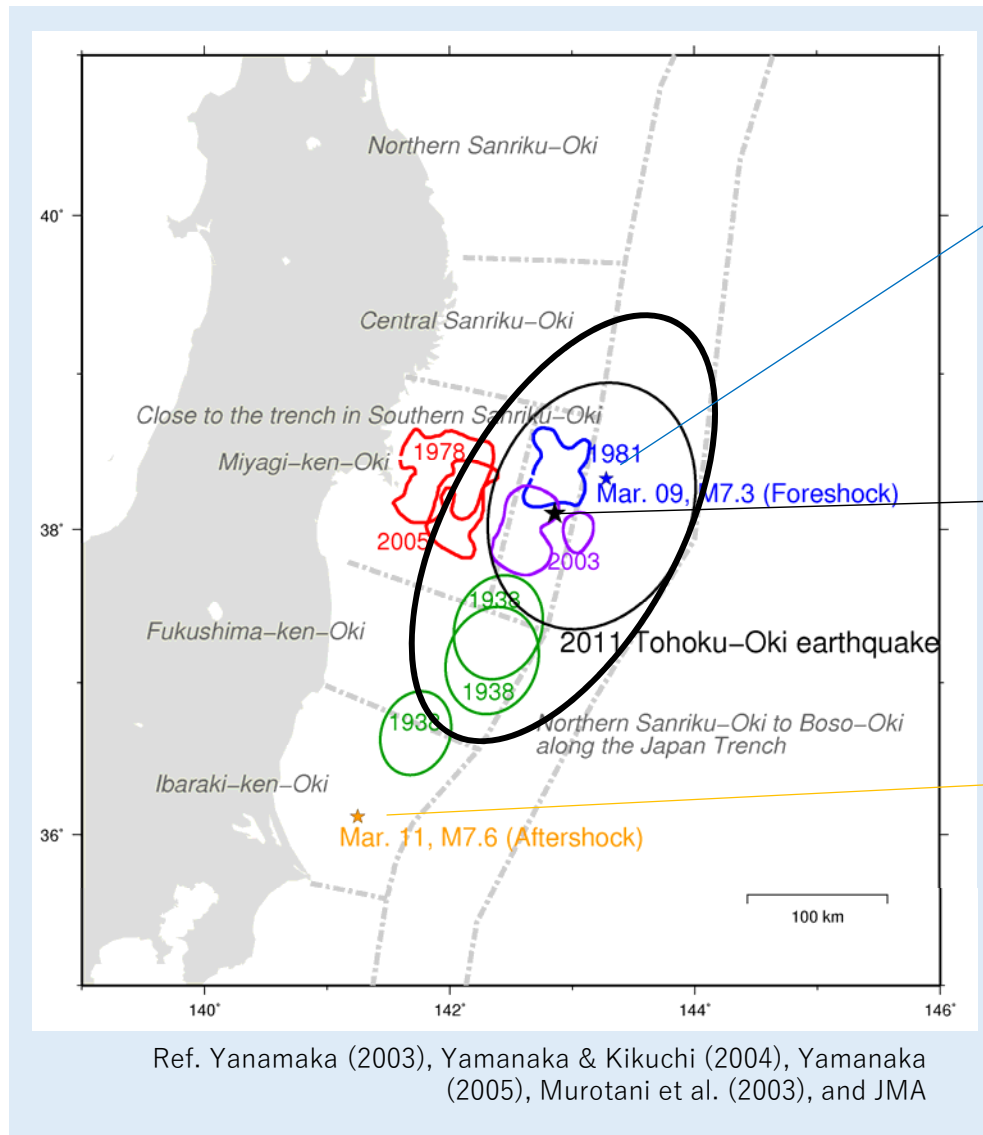 Northern Sanriku–Oki
40°
Central Sanriku–Oki
Close to the trench in Southern Sanriku–Oki
1978
1981
Miyagi–ken–Oki
Mar. 09, M7.3 (Foreshock)
38°
2005
2003
1938
Fukushima–ken–Oki
2011 Tohoku–Oki earthquake
1938
1938
Northern Sanriku–Oki to Boso–Oki
along the Japan Trench
Ibaraki–ken–Oki
36°
Mar. 11, M7.6 (Aftershock)
100 km
140°
142°
144°
146°
Ref. Yanamaka (2003), Yamanaka & Kikuchi (2004), Yamanaka
(2005), Murotani et al. (2003), and JMA